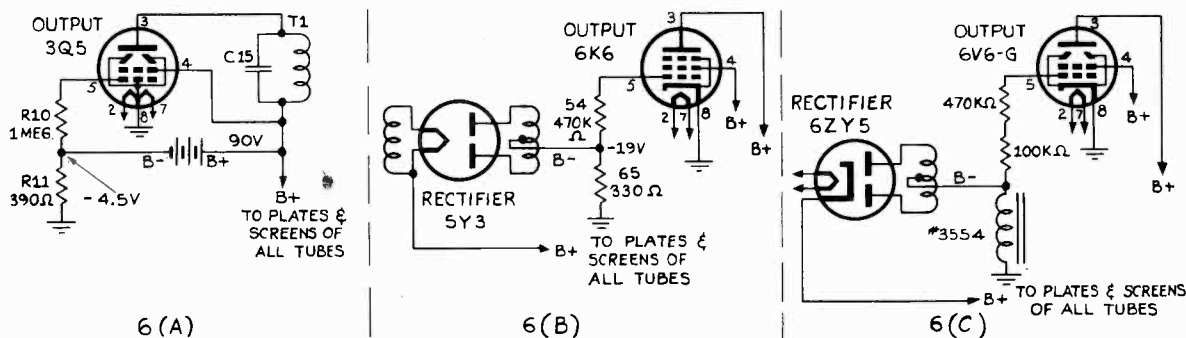 OUTPUT
3Q5
3
T1
C15
4
5
2
7
8
R10
1 MEG.
90V
B-
B+
R11
390Ω
- 4.5V
B+
TO PLATES &
SCREENS OF
ALL TUBES
6(A)
OUTPUT
6K6
3
4
5
2
7
8
B+
B+
54
470K
Ω
B-
-19V
65
330Ω
RECTIFIER
5Y3
B+
TO PLATES &
SCREENS OF
ALL TUBES
6(B)
OUTPUT
6V6-G
3
4
5
2
7
8
B+
B+
470KΩ
100KΩ
RECTIFIER
6ZY5
B-
#3554
B+
TO PLATES & SCREENS
OF ALL TUBES
6(C)